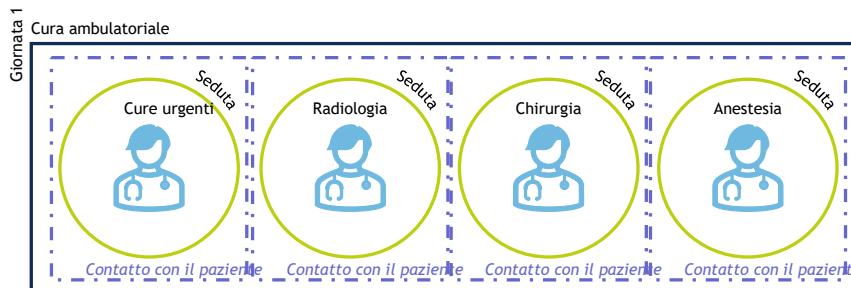 Giornata 1
Cura ambulatoriale
Seduta
Seduta
Seduta
Seduta
Cure urgenti
Radiologia
Chirurgia
Anestesia
Contatto con il paziente
Contatto con il paziente
Contatto con il paziente
Contatto con il pazient